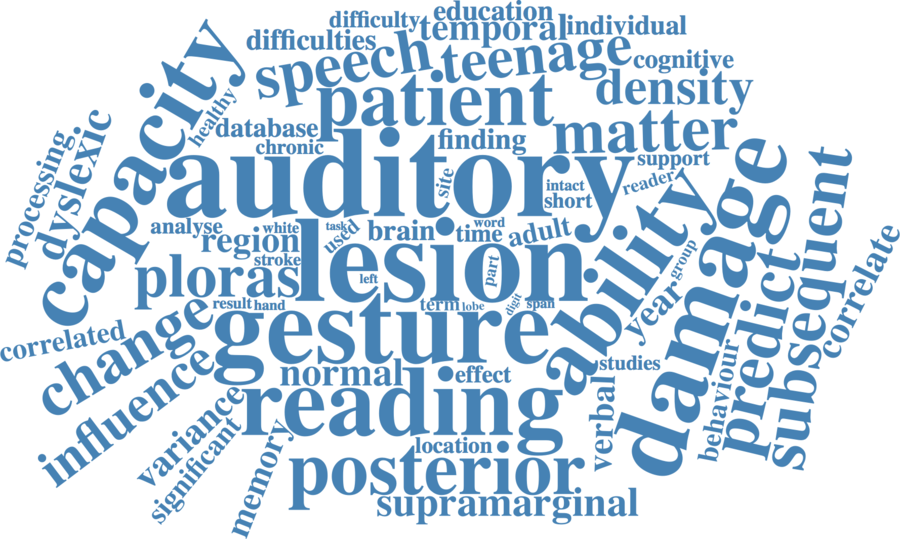 education
difficulty
temporal
individual
difficulties
speech
teenage
cognitive
capacity
healthy
patient
density
database
chronic
finding
matter
processing
dyslexic
auditory
site
intact
short
support
reader
ability
damage
subsequent
analyse
white
region
stroke
task
used
brain
word
time
adult
ploras
lesion
left
part
group
year
predict
correlate
result
hand
term
lobe
digit
span
correlated
change
gesture
studies
behaviour
influence
normal
effect
verbal
variance
significant
memory
reading
location
posterior
supramarginal